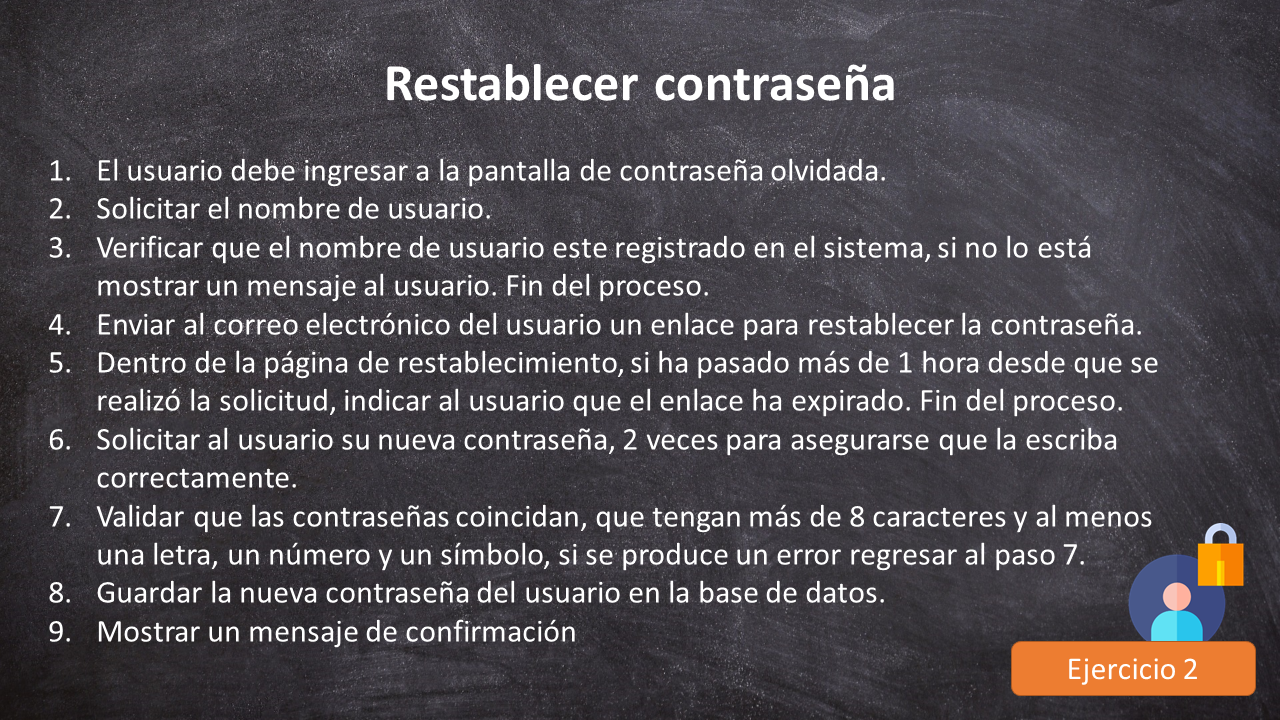 Restablecer contraseña
1. El usuario debe ingresar a la pantalla de contraseña olvidada.
2. Solicitar el nombre de usuario.
3. Verificar que el nombre de usuario este registrado en el sistema, si no lo está
mostrar un mensaje al usuario. Fin del proceso.
4. Enviar al correo electrónico del usuario un enlace para restablecer la contraseña.
5. Dentro de la página de restablecimiento, si ha pasado más de 1 hora desde que se
realizó la solicitud, indicar al usuario que el enlace ha expirado. Fin del proceso.
6. Solicitar al usuario su nueva contraseña, 2 veces para asegurarse que la escriba
correctamente.
7. Validar que las contraseñas coincidan, que tengan más de 8 caracteres y al menos
una letra, un número y un símbolo, si se produce un error regresar al paso 7.
8. Guardar la nueva contraseña del usuario en la base de datos.
9. Mostrar un mensaje de confirmación
Ejercicio 2